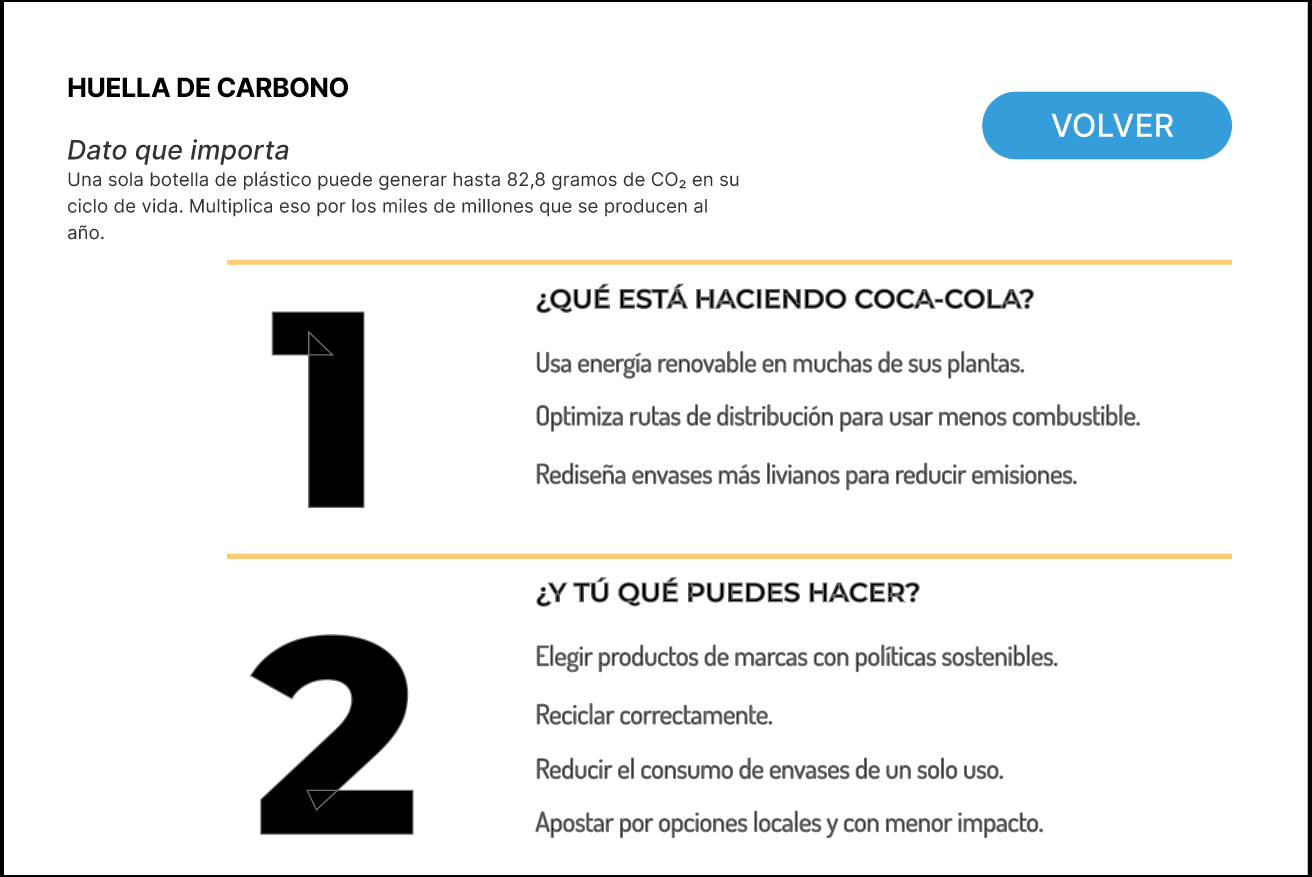 HUELLA DE CARBONO
VOLVER
Dato que importa
Una sola botella de plástico puede generar hasta 82,8 gramos de CO₂ en su
ciclo de vida. Multiplica eso por los miles de millones que se producen al
año.
1
¿QUÉ ESTÁ HACIENDO COCA-COLA?
Usa energía renovable en muchas de sus plantas.
Optimiza rutas de distribución para usar menos combustible.
Rediseña envases más livianos para reducir emisiones.
2
¿Y TÚ QUÉ PUEDES HACER?
Elegir productos de marcas con políticas sostenibles.
Reciclar correctamente.
Reducir el consumo de envases de un solo uso.
Apostar por opciones locales y con menor impacto.